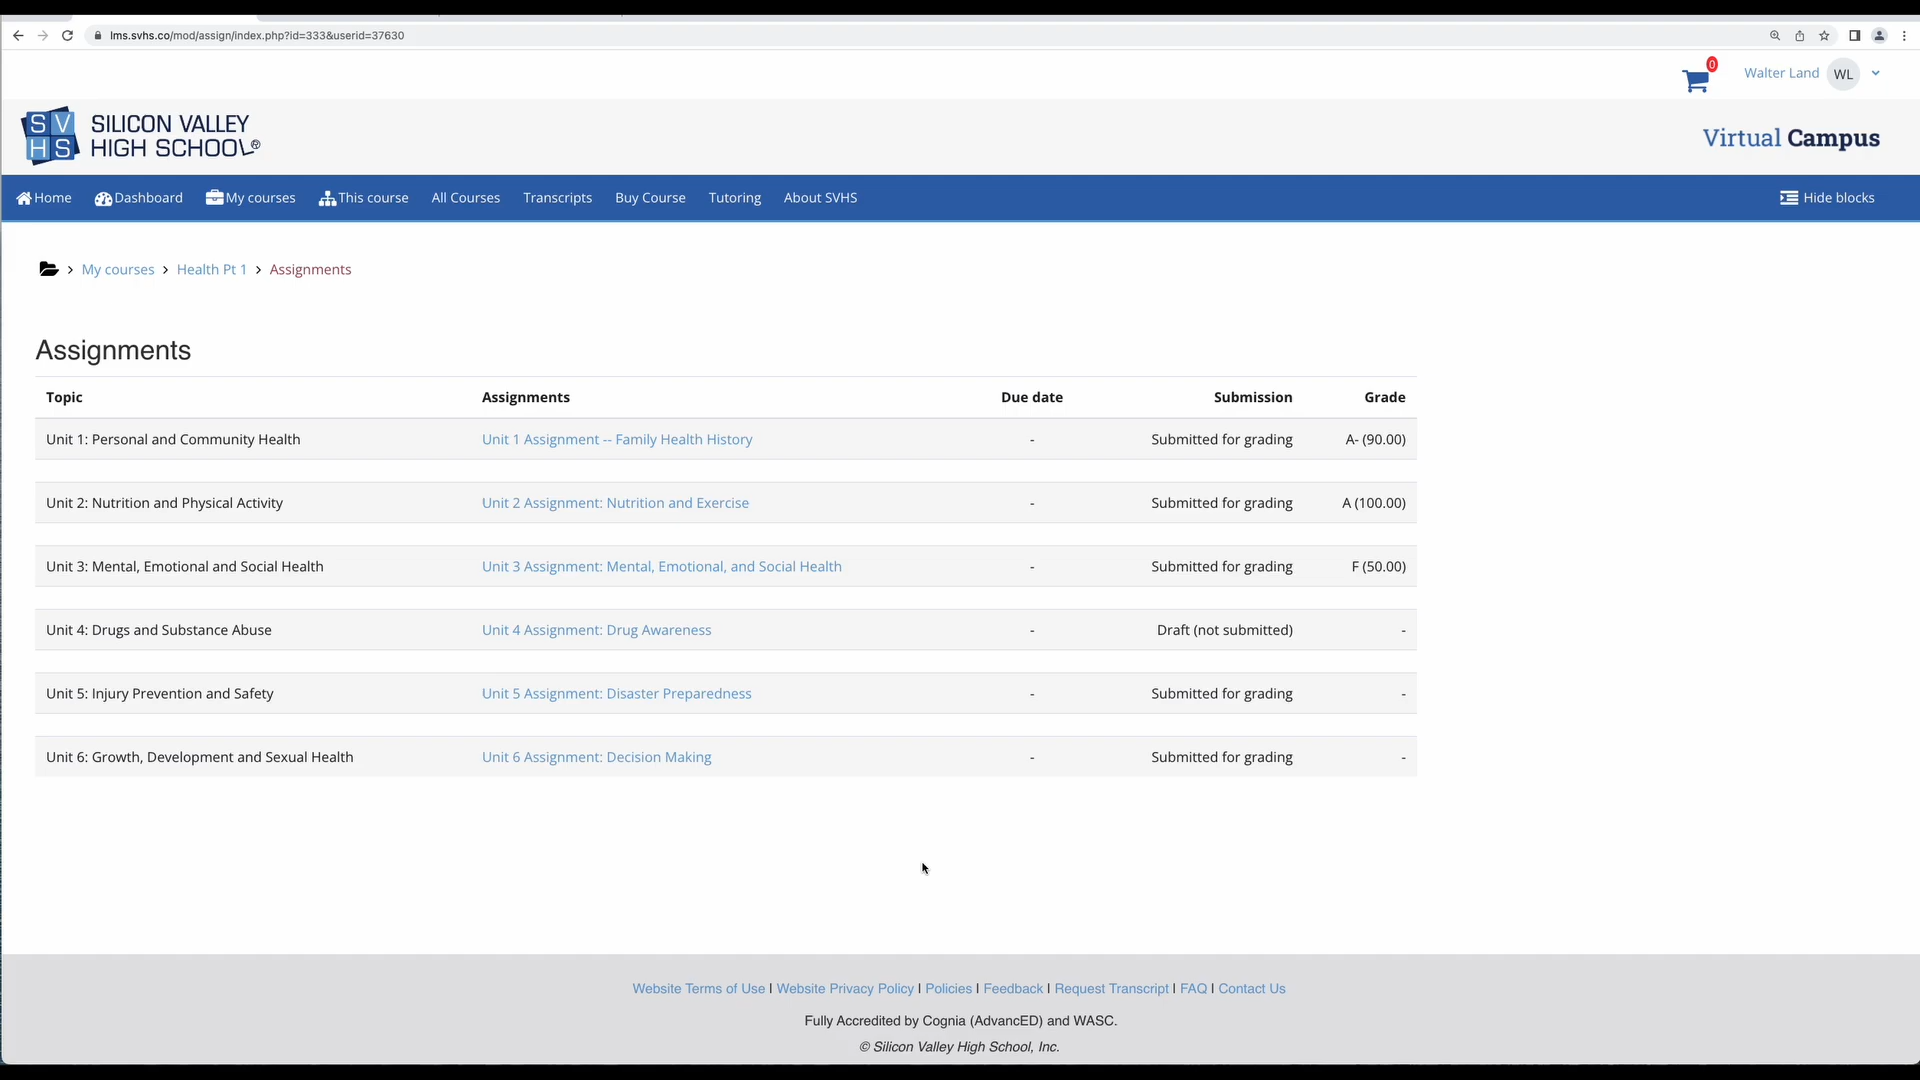 lms.svhs.co/mod/assign/index.php?id=333&userid=37630
0
Walter Land WL
SV HS SILICON VALLEY HIGH SCHOOL®
Virtual Campus
Home Dashboard My courses This course All Courses Transcripts Buy Course Tutoring About SVHS Hide blocks
My courses > Health Pt 1 > Assignments
Assignments
Topic Assignments Due date Submission Grade
Unit 1: Personal and Community Health Unit 1 Assignment -- Family Health History - Submitted for grading A- (90.00)
Unit 2: Nutrition and Physical Activity Unit 2 Assignment: Nutrition and Exercise - Submitted for grading A (100.00)
Unit 3: Mental, Emotional and Social Health Unit 3 Assignment: Mental, Emotional, and Social Health - Submitted for grading F (50.00)
Unit 4: Drugs and Substance Abuse Unit 4 Assignment: Drug Awareness - Draft (not submitted) -
Unit 5: Injury Prevention and Safety Unit 5 Assignment: Disaster Preparedness - Submitted for grading -
Unit 6: Growth, Development and Sexual Health Unit 6 Assignment: Decision Making - Submitted for grading -
Website Terms of Use | Website Privacy Policy | Policies | Feedback | Request Transcript | FAQ | Contact Us
Fully Accredited by Cognia (AdvancED) and WASC.
© Silicon Valley High School, Inc.